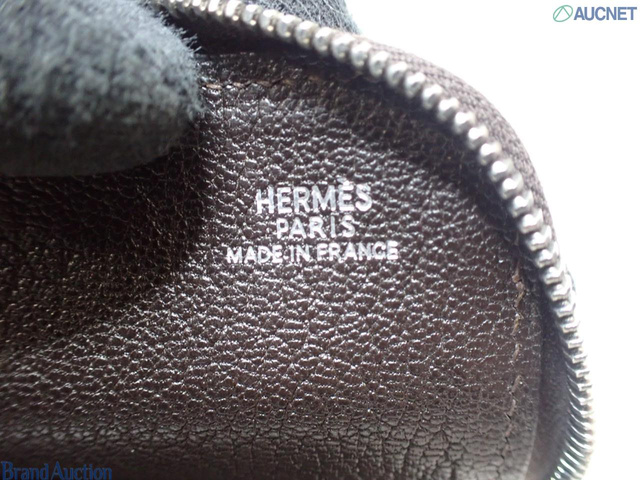 AUCNET
HERMÈS
PARIS
MADE IN FRANCE
Brand Auction